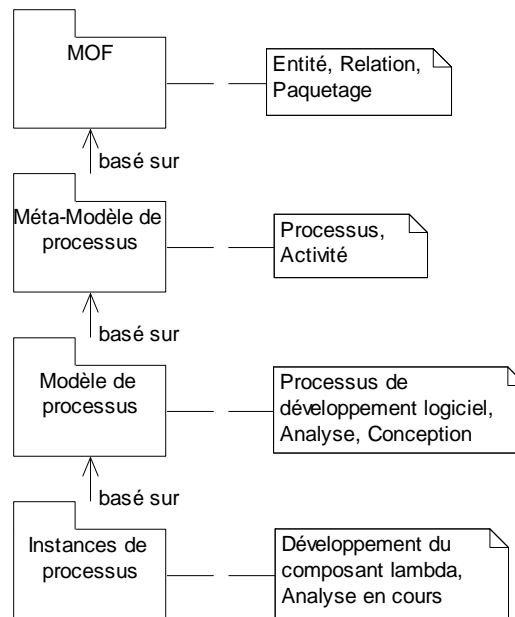 MOF
Entité, Relation,
Paquetage
basé sur
Méta-Modèle de
processus
Processus,
Activité
basé sur
Modèle de
processus
Processus de
développement logiciel,
Analyse, Conception
basé sur
Instances de
processus
Développement du
composant lambda,
Analyse en cours